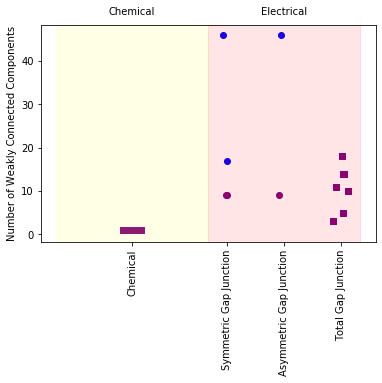 Chemical Electrical
Number of Weakly Connected Components
40
30
20
10
0
Chemical
Symmetric Gap Junction
Asymmetric Gap Junction
Total Gap Junction